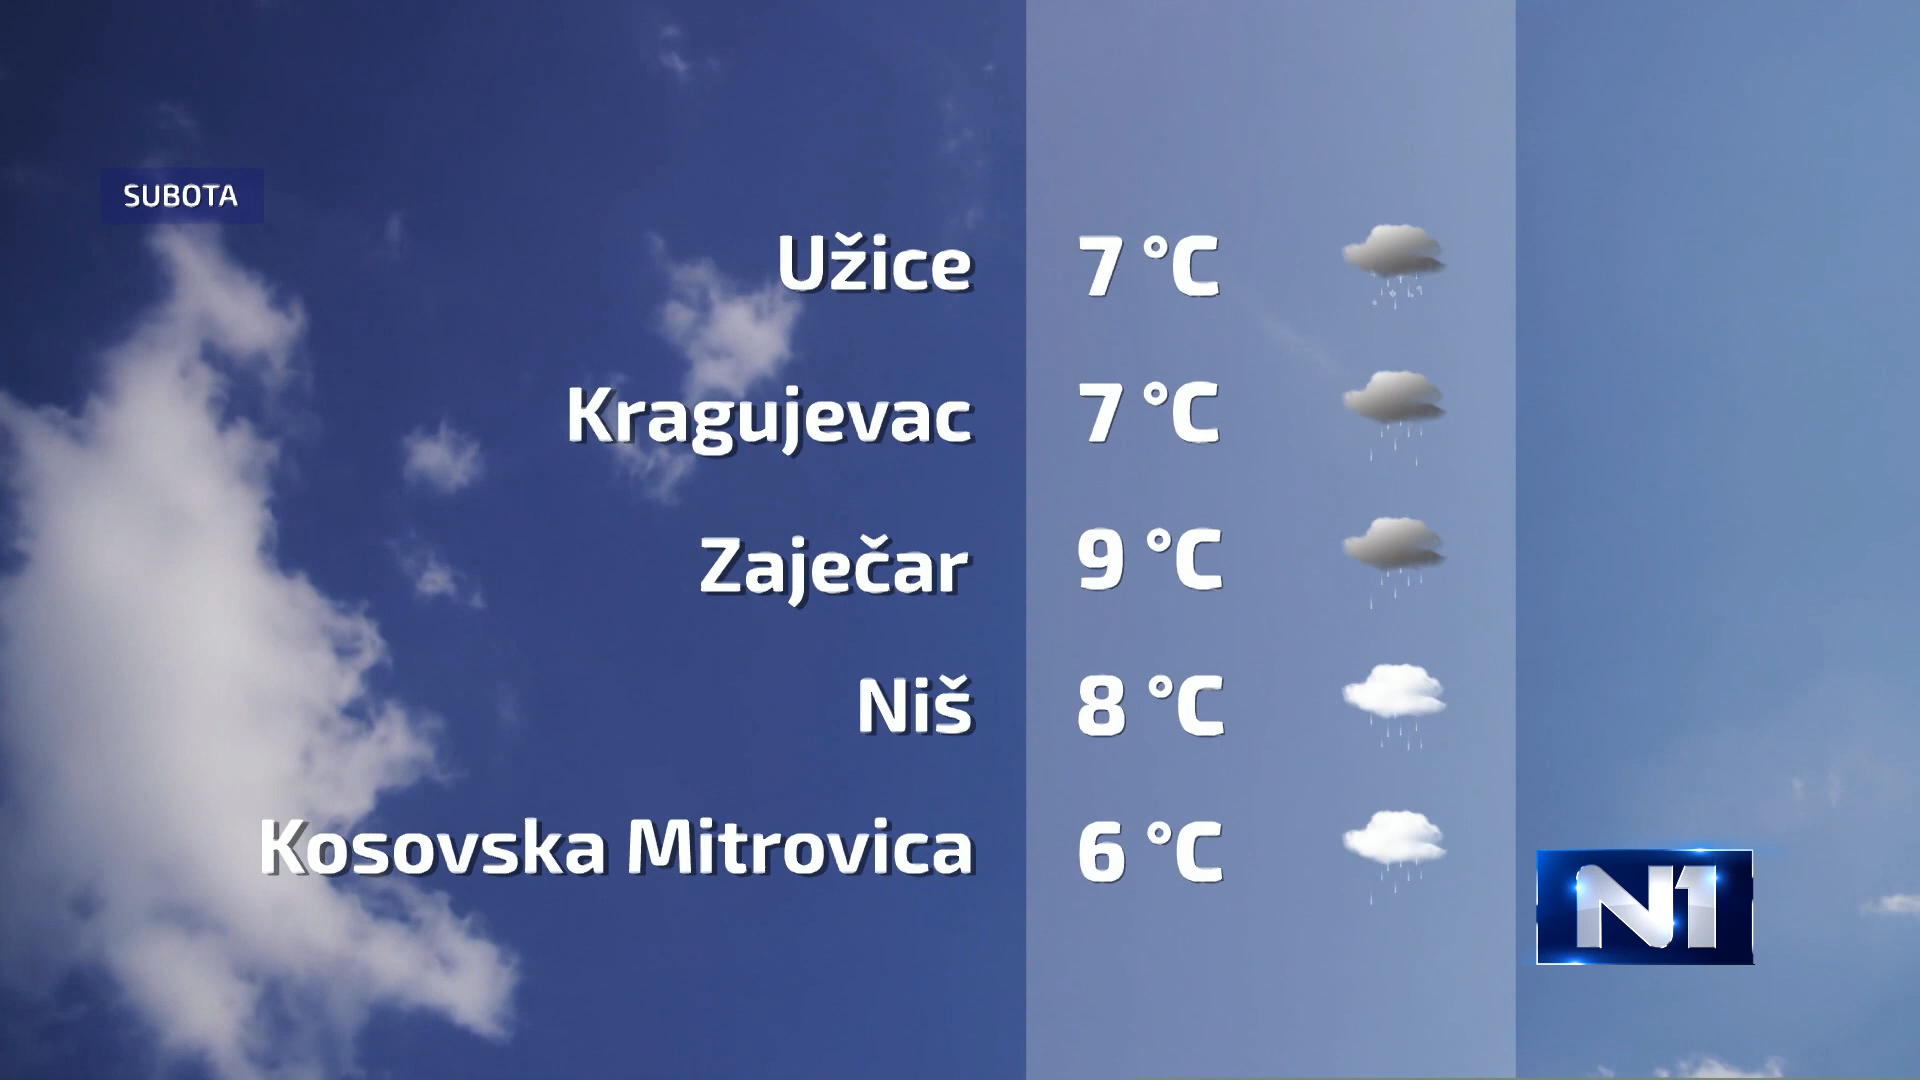 SUBOTA
Užice 7 °C
Kragujevac 7 °C
Zaječar 9 °C
Niš 8 °C
Kosovska Mitrovica 6 °C
N1